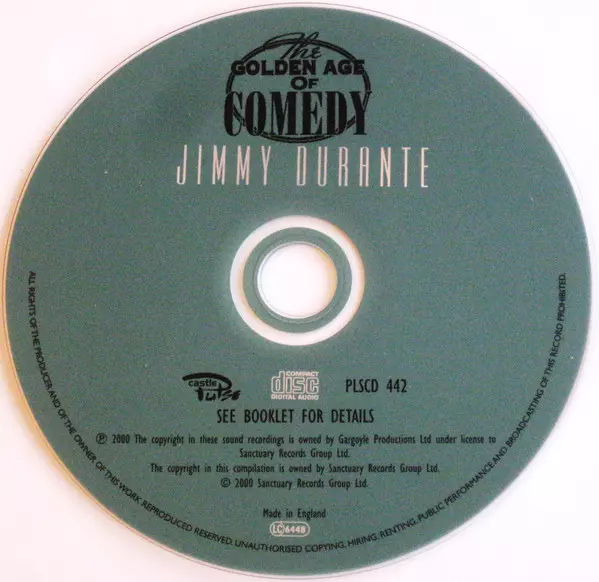 The
GOLDEN AGE
OF
COMEDY
JIMMY DURANTE
castle
Pulse
COMPACT
disc
DIGITAL AUDIO
PLSCD 442
SEE BOOKLET FOR DETAILS
℗ 2000 The copyright in these sound recordings is owned by Gargoyle Productions Ltd under license to
Sanctuary Records Group Ltd.
The copyright in this compilation is owned by Sanctuary Records Group Ltd.
© 2000 Sanctuary Records Group Ltd.
Made in England
LC 6448
ALL RIGHTS OF THE PRODUCER AND OF THE OWNER OF THIS WORK REPRODUCED RESERVED. UNAUTHORISED COPYING, HIRING, RENTING, PUBLIC PERFORMANCE AND BROADCASTING OF THIS RECORD PROHIBITED.